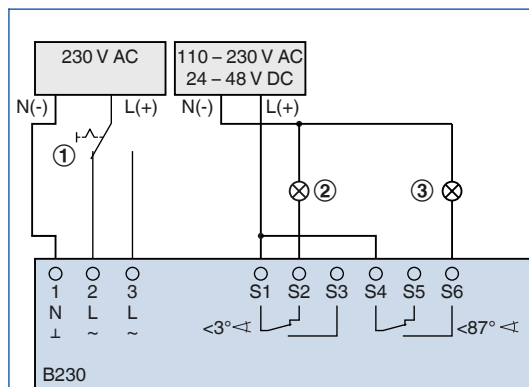 230 V AC
110 – 230 V AC
24 – 48 V DC
N(-) L(+) N(-) L(+)
1 2 3
1 2 3 S1 S2 S3 S4 S5 S6
N L L
⊥ ~ ~
<3°∢ <87°∢
B230